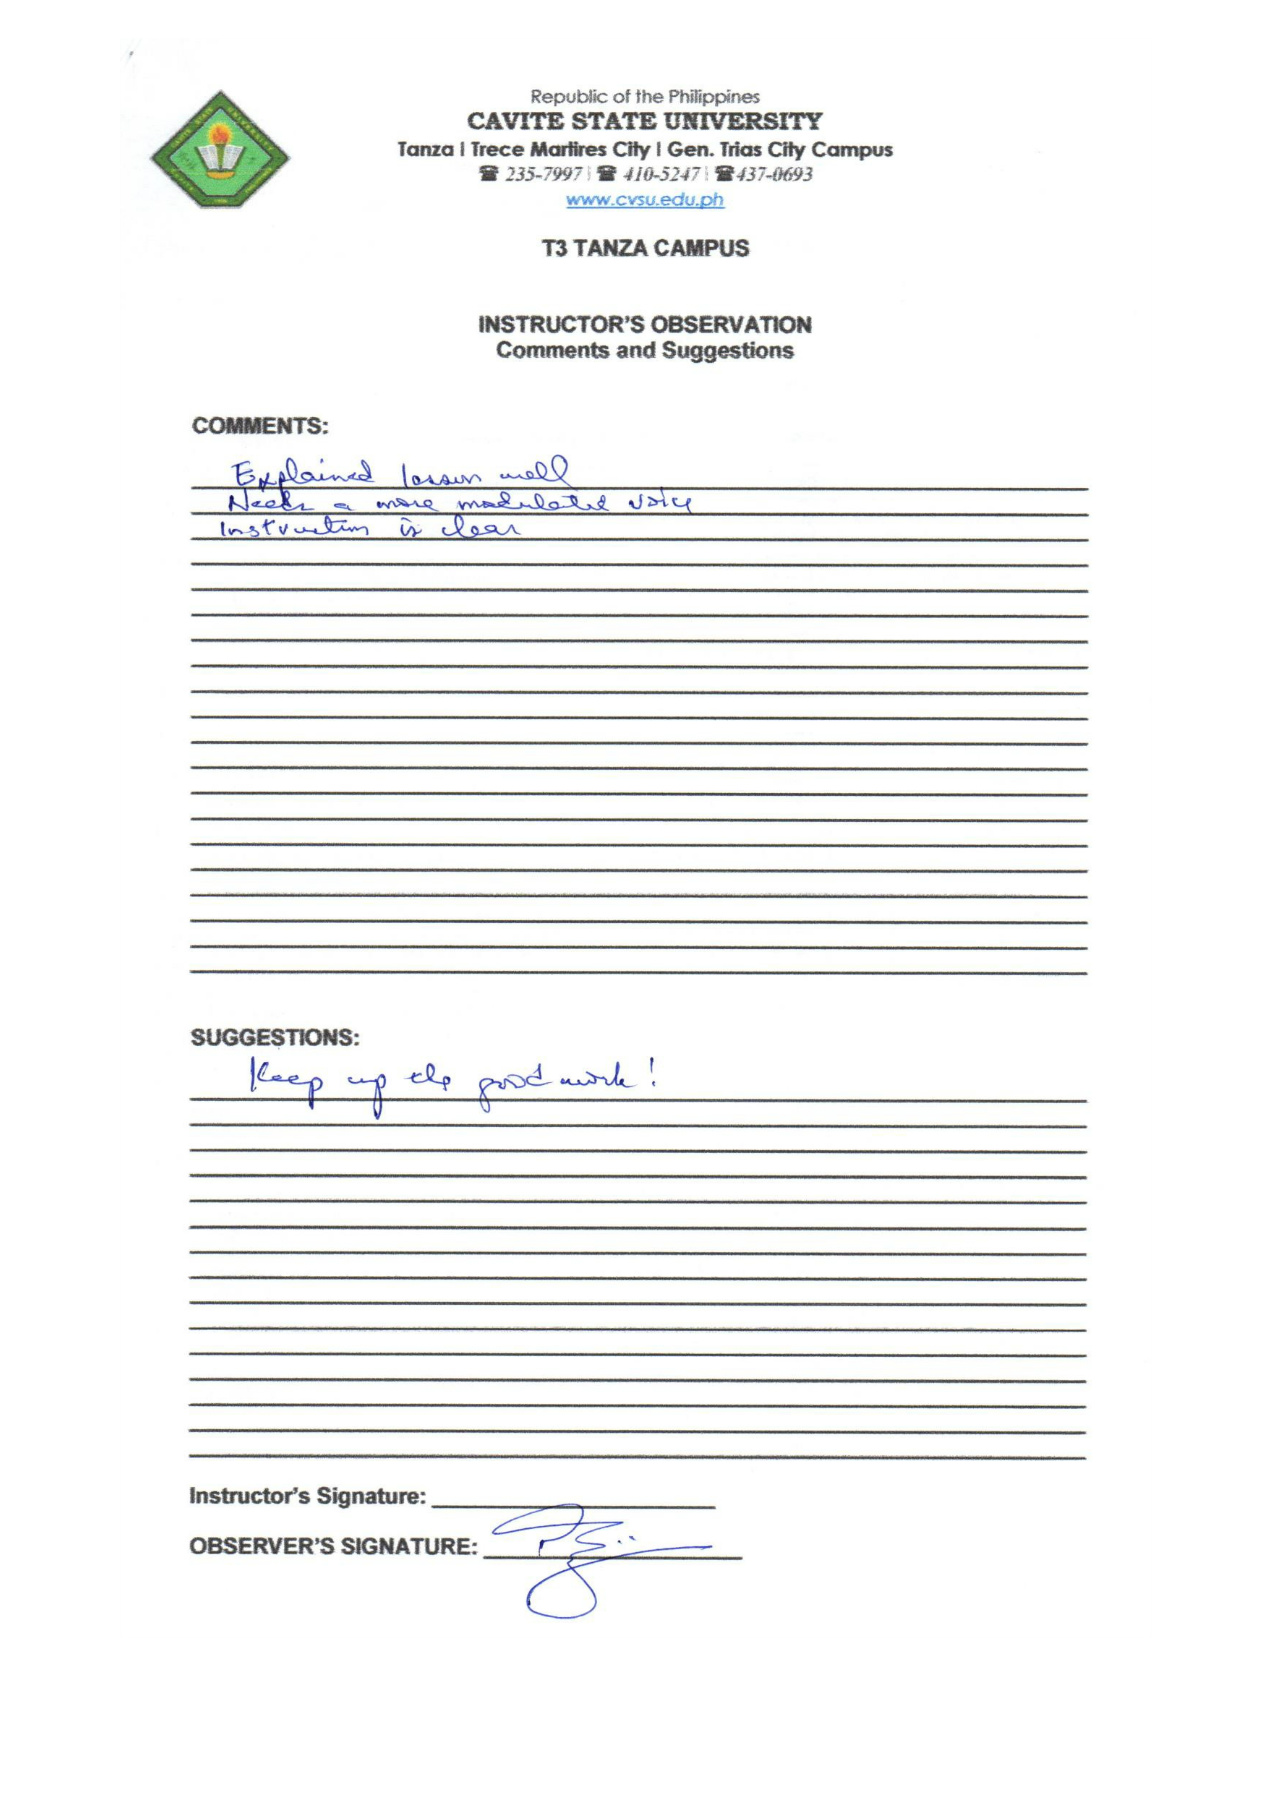 Republic of the Philippines
CAVITE STATE UNIVERSITY
Tanza | Trece Martires City | Gen. Trias City Campus
☎ 235-7997 | ☎ 410-5247 | ☎437-0693
www.cvsu.edu.ph
T3 TANZA CAMPUS
INSTRUCTOR'S OBSERVATION
Comments and Suggestions
COMMENTS:
Explained lesson well
Needs a more modulated voice
Instruction is clear
SUGGESTIONS:
Keep up the good work!
Instructor's Signature:
OBSERVER'S SIGNATURE: